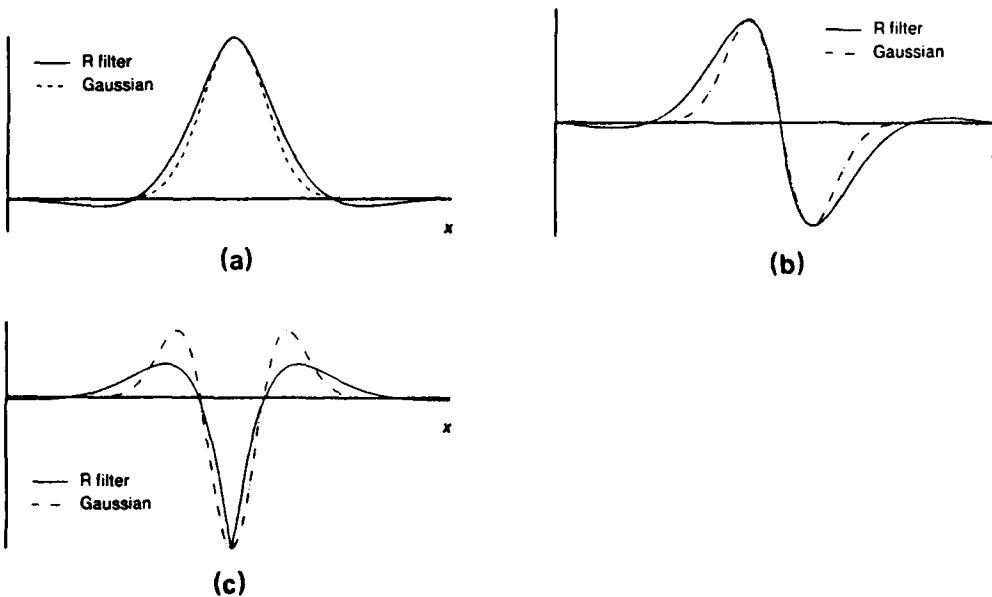 R filter
Gaussian
x
(a)
R filter
Gaussian
(b)
x
R filter
Gaussian
(c)